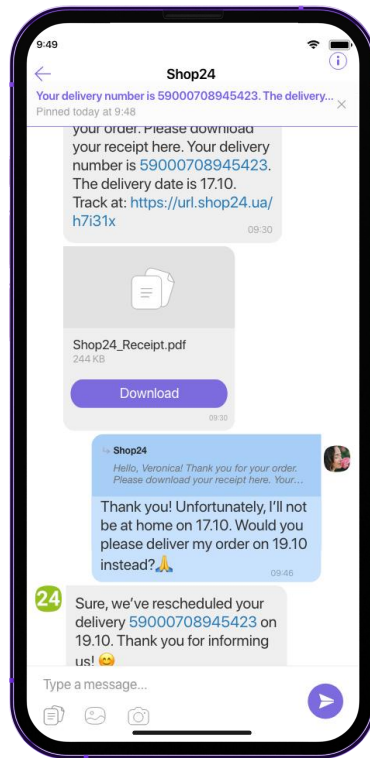 9:49
Shop24
Your delivery number is 59000708945423. The delivery...
Pinned today at 9:48
your order. Please download
your receipt here. Your delivery
number is 59000708945423.
The delivery date is 17.10.
Track at: https://url.shop24.ua/
h7i31x
09:30
Shop24_Receipt.pdf
244 KB
Download
09:30
Shop24
Hello, Veronica! Thank you for your order.
Please download your receipt here. Your...
Thank you! Unfortunately, I'll not
be at home on 17.10. Would you
please deliver my order on 19.10
instead?🙏
09:46
24
Sure, we've rescheduled your
delivery 59000708945423 on
19.10. Thank you for informing
us! 😊
Type a message...